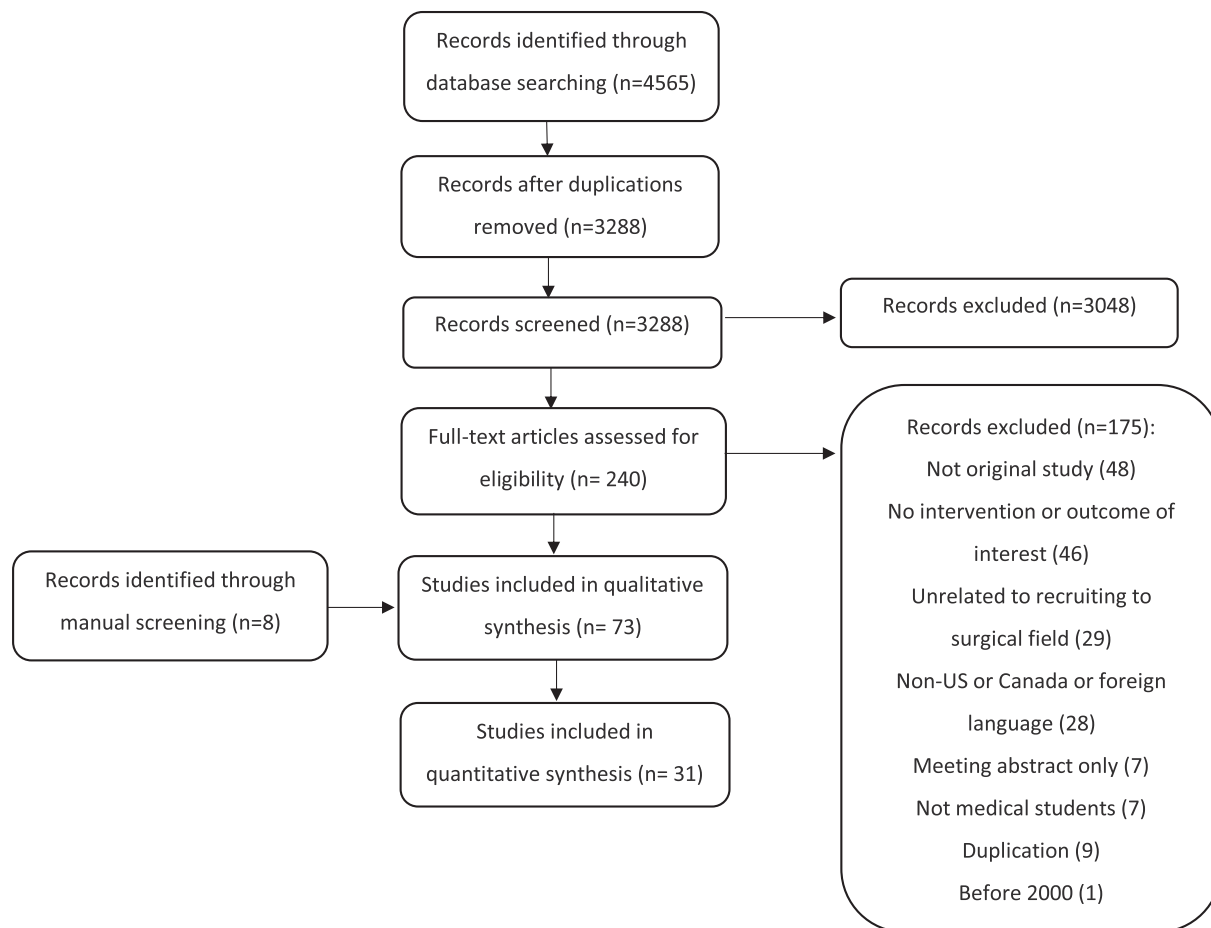 Records identified through
database searching (n=4565)
Records after duplications
removed (n=3288)
Records screened (n=3288)
Records excluded (n=3048)
Full-text articles assessed for
eligibility (n= 240)
Records excluded (n=175):
Not original study (48)
No intervention or outcome of
interest (46)
Unrelated to recruiting to
surgical field (29)
Non-US or Canada or foreign
language (28)
Meeting abstract only (7)
Not medical students (7)
Duplication (9)
Before 2000 (1)
Records identified through
manual screening (n=8)
Studies included in qualitative
synthesis (n= 73)
Studies included in
quantitative synthesis (n= 31)